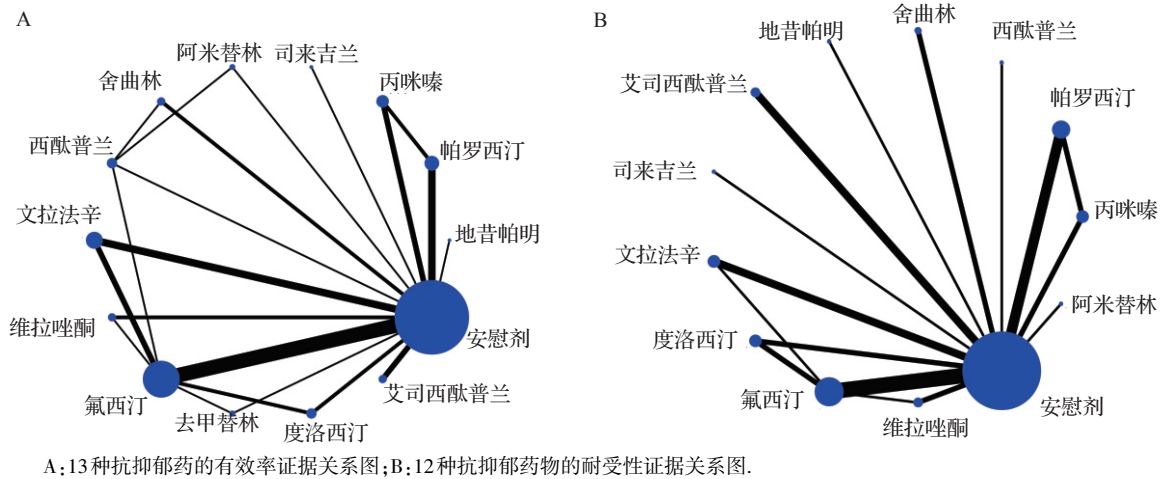 A
阿米替林
司来吉兰
舍曲林
丙咪嗪
西酞普兰
帕罗西汀
文拉法辛
地昔帕明
维拉唑酮
安慰剂
氟西汀
艾司西酞普兰
去甲替林
度洛西汀
B
舍曲林
地昔帕明
西酞普兰
艾司西酞普兰
帕罗西汀
司来吉兰
丙咪嗪
文拉法辛
阿米替林
度洛西汀
氟西汀
安慰剂
维拉唑酮
A:13种抗抑郁药的有效率证据关系图;B:12种抗抑郁药物的耐受性证据关系图.